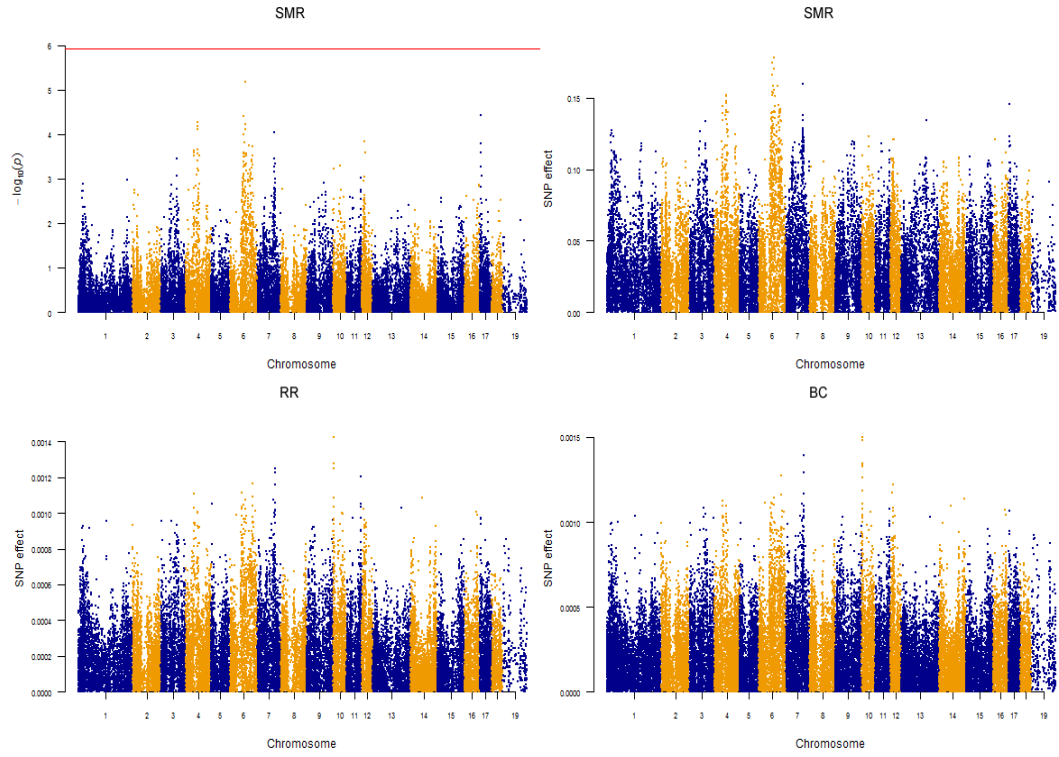 SMR
6
5
4
3
2
1
0
− log₁₀(p)
1 2 3 4 5 6 7 8 9 10 11 12 13 14 15 16 17 19
Chromosome
SMR
0.15
0.10
0.05
0.00
SNP effect
1 2 3 4 5 6 7 8 9 10 11 12 13 14 15 16 17 19
Chromosome
RR
0.0014
0.0012
0.0010
0.0008
0.0006
0.0004
0.0002
0.0000
SNP effect
1 2 3 4 5 6 7 8 9 10 11 12 13 14 15 16 17 19
Chromosome
BC
0.0015
0.0010
0.0005
0.0000
SNP effect
1 2 3 4 5 6 7 8 9 10 11 12 13 14 15 16 17 19
Chromosome